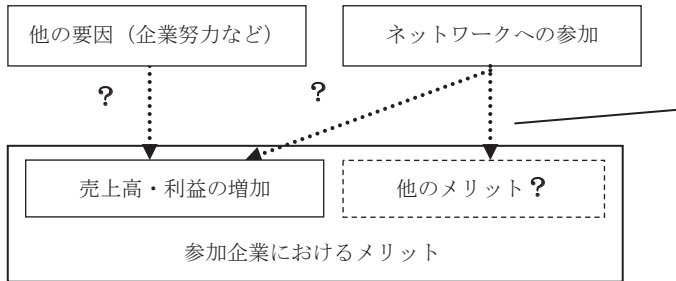 他の要因（企業努力など）
ネットワークへの参加
？
？
売上高・利益の増加
他のメリット？
参加企業におけるメリット